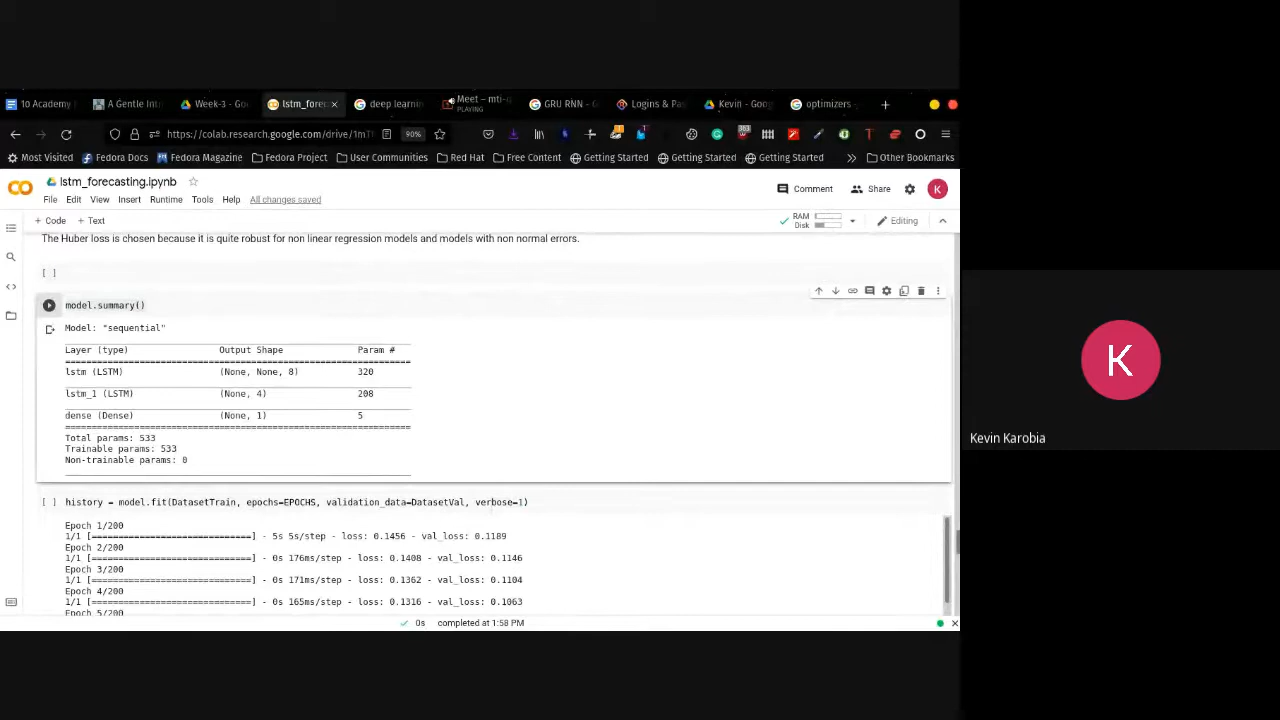 10 Academy
A Gentle Int
Week-3 - Go
lstm_fore
deep learnin
Meet – mti-
PLAYING
GRU RNN - G
Logins & Pa
Kevin - Goog
optimizers
https://colab.research.google.com/drive/1mT
90%
Most Visited
Fedora Docs
Fedora Magazine
Fedora Project
User Communities
Red Hat
Free Content
Getting Started
Getting Started
Getting Started
Other Bookmarks
lstm_forecasting.ipynb
Comment
Share
K
File Edit View Insert Runtime Tools Help All changes saved
+ Code + Text
RAM
Disk
Editing
The Huber loss is chosen because it is quite robust for non linear regression models and models with non normal errors.
[ ]
model.summary()
Model: "sequential"
Layer (type) Output Shape Param #
lstm (LSTM) (None, None, 8) 320
lstm_1 (LSTM) (None, 4) 208
dense (Dense) (None, 1) 5
Total params: 533
Trainable params: 533
Non-trainable params: 0
[ ] history = model.fit(DatasetTrain, epochs=EPOCHS, validation_data=DatasetVal, verbose=1)
Epoch 1/200
1/1 [==============================] - 5s 5s/step - loss: 0.1456 - val_loss: 0.1189
Epoch 2/200
1/1 [==============================] - 0s 176ms/step - loss: 0.1408 - val_loss: 0.1146
Epoch 3/200
1/1 [==============================] - 0s 171ms/step - loss: 0.1362 - val_loss: 0.1104
Epoch 4/200
1/1 [==============================] - 0s 165ms/step - loss: 0.1316 - val_loss: 0.1063
Epoch 5/200
0s completed at 1:58 PM
K
Kevin Karobia